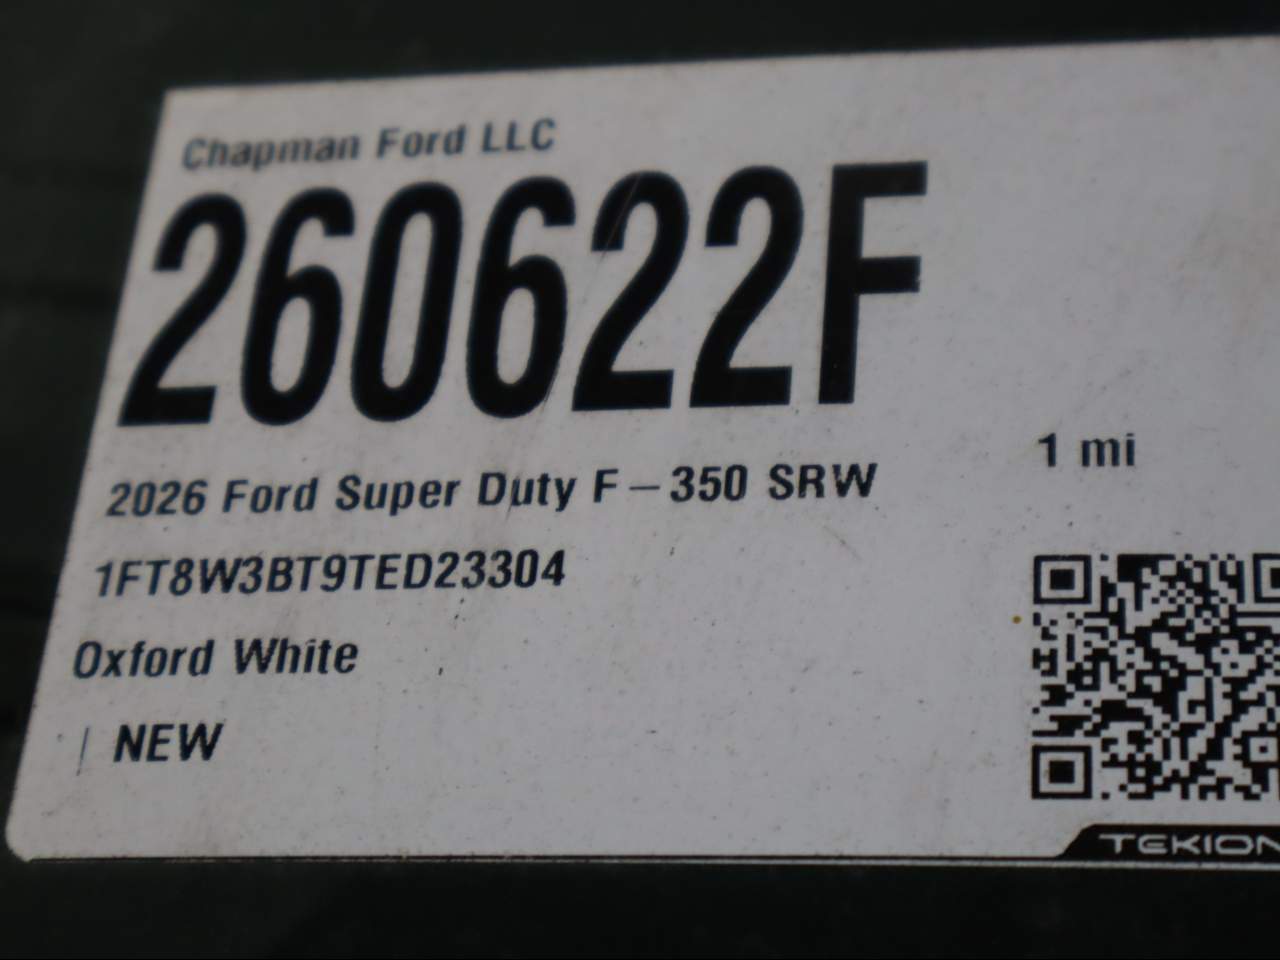 Chapman Ford LLC
260622F
2026 Ford Super Duty F-350 SRW
1 mi
1FT8W3BT9TED23304
Oxford White
| NEW
TEKION